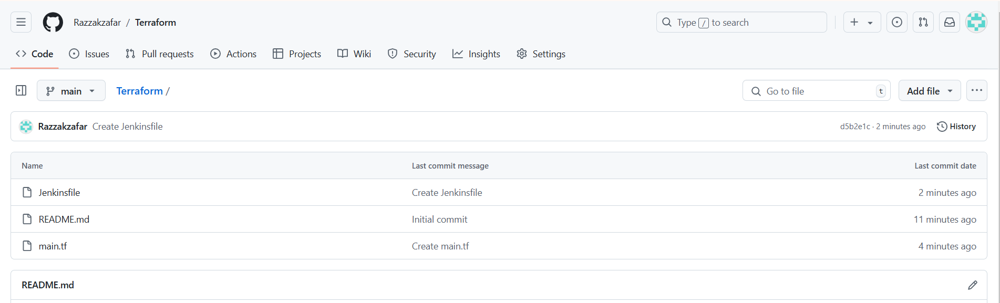 Razzakzafar / Terraform
Type / to search
Code Issues Pull requests Actions Projects Wiki Security Insights Settings
main Terraform / Go to file t Add file
Razzakzafar Create Jenkinsfile d5b2e1c · 2 minutes ago History
Name Last commit message Last commit date
Jenkinsfile Create Jenkinsfile 2 minutes ago
README.md Initial commit 11 minutes ago
main.tf Create main.tf 4 minutes ago
README.md